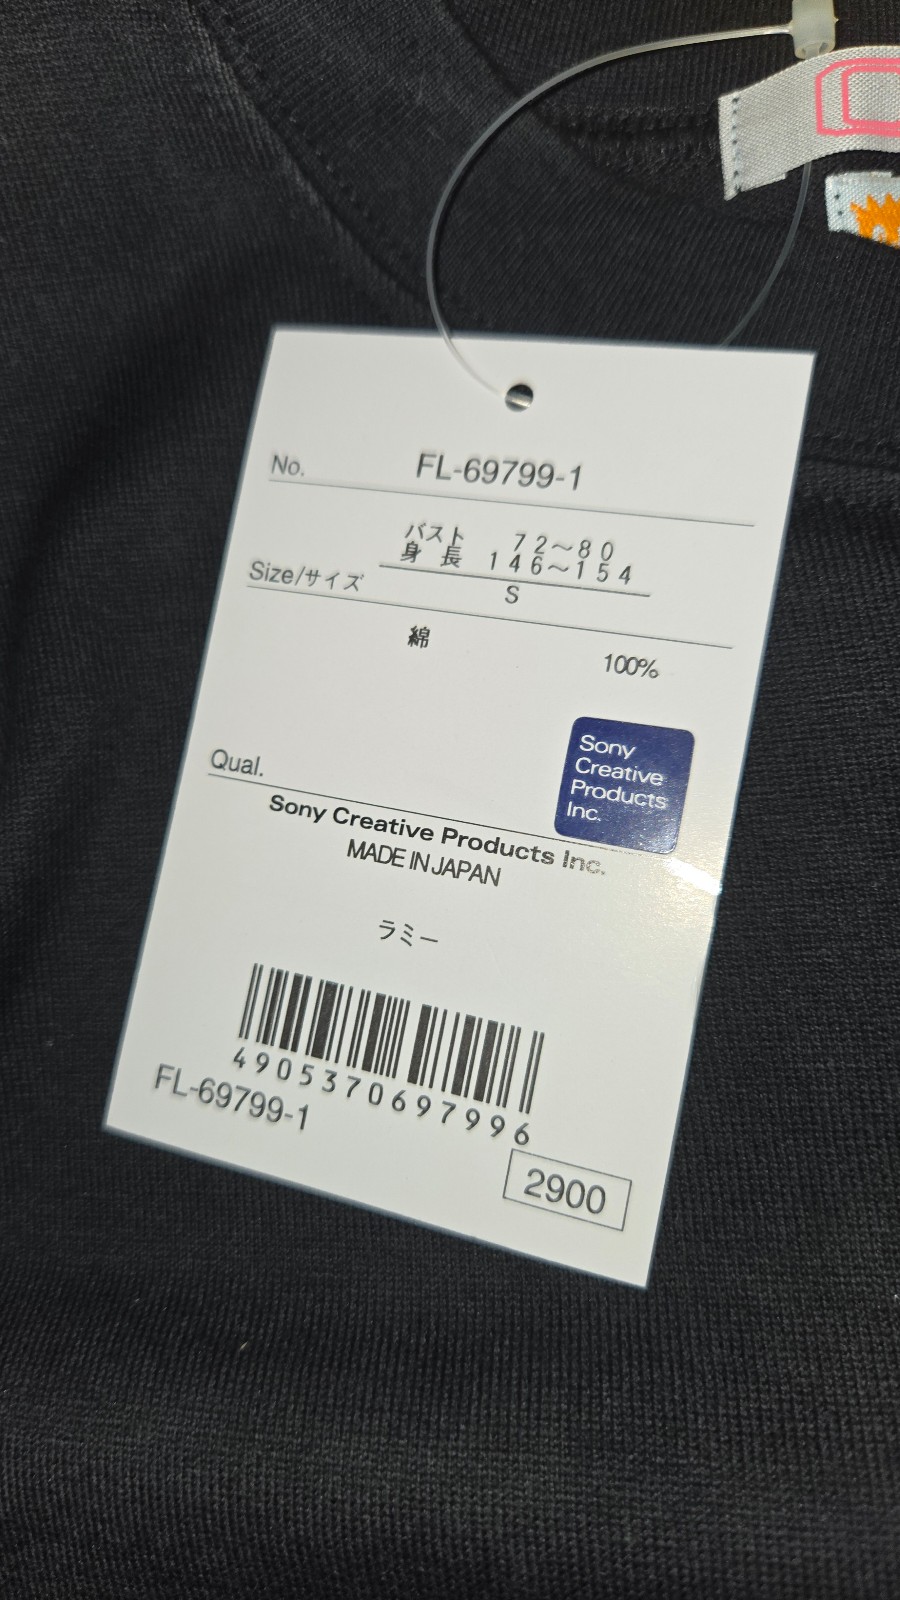 No. FL-69799-1
バスト 72～80
身長 146～154
Size/サイズ S
綿 100%
Sony
Creative
Products
Inc.
Qual.
Sony Creative Products Inc.
MADE IN JAPAN
ラミー
4905370697996
FL-69799-1
2900